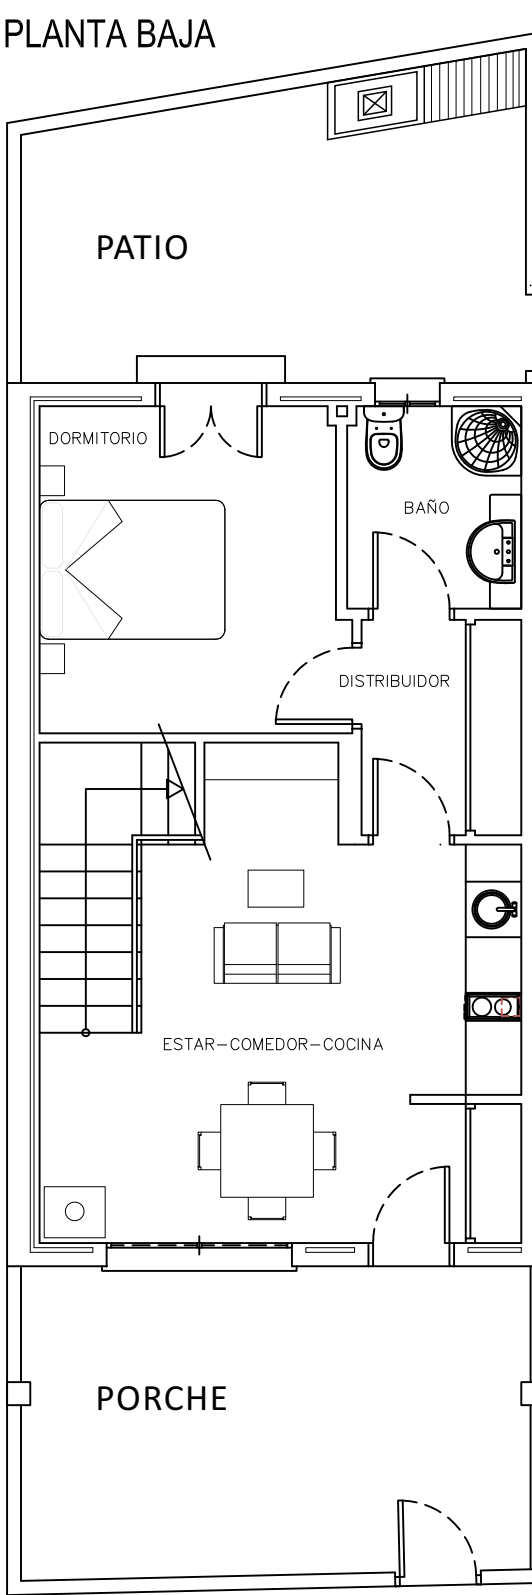 PLANTA BAJA
PATIO
DORMITORIO
BAÑO
DISTRIBUIDOR
ESTAR-COMEDOR-COCINA
PORCHE